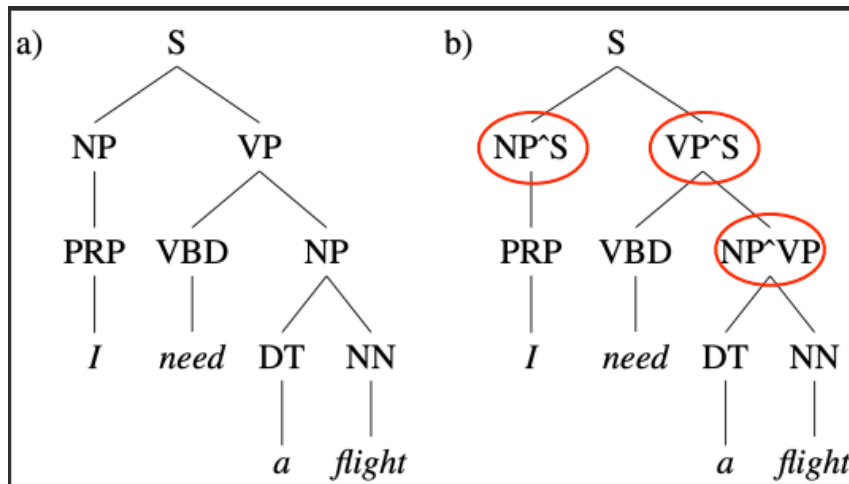 a) S b) S
NP VP NP^S VP^S
PRP VBD NP PRP VBD NP^VP
I need DT NN I need DT NN
a flight a flight